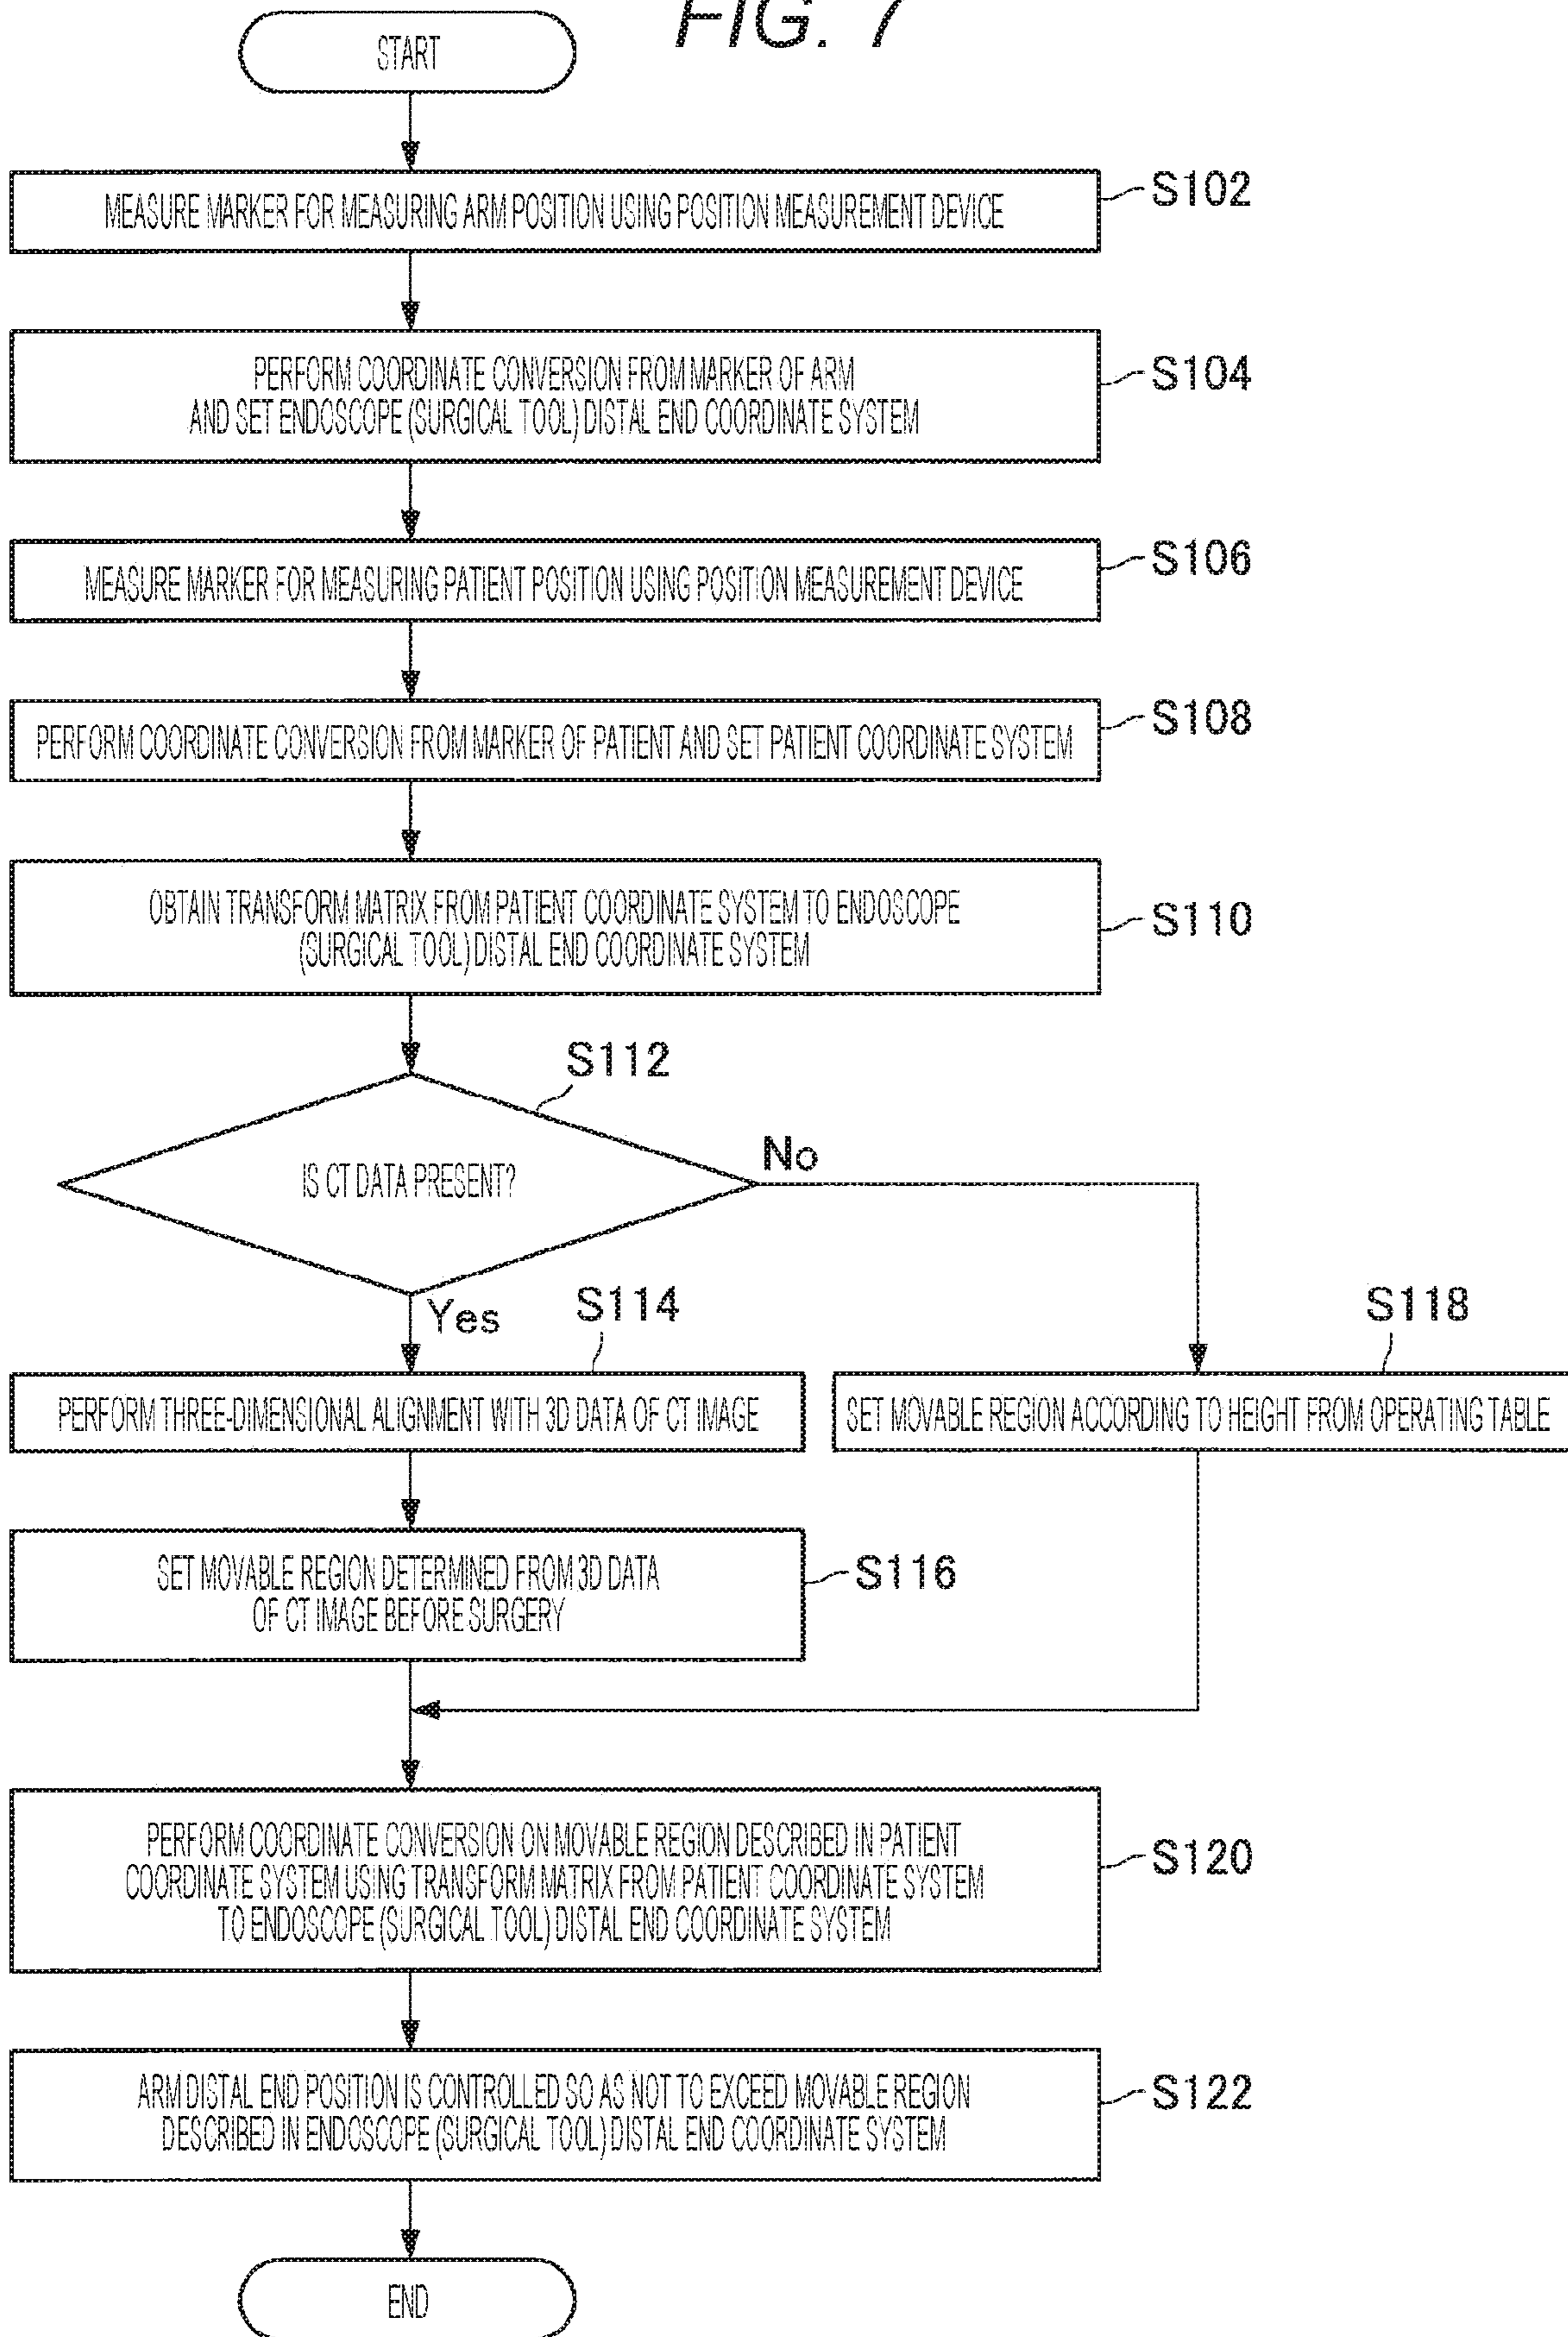 FIG. 7
START
MEASURE MARKER FOR MEASURING ARM POSITION USING POSITION MEASUREMENT DEVICE
S102
PERFORM COORDINATE CONVERSION FROM MARKER OF ARM
AND SET ENDOSCOPE (SURGICAL TOOL) DISTAL END COORDINATE SYSTEM
S104
MEASURE MARKER FOR MEASURING PATIENT POSITION USING POSITION MEASUREMENT DEVICE
S106
PERFORM COORDINATE CONVERSION FROM MARKER OF PATIENT AND SET PATIENT COORDINATE SYSTEM
S108
OBTAIN TRANSFORM MATRIX FROM PATIENT COORDINATE SYSTEM TO ENDOSCOPE
(SURGICAL TOOL) DISTAL END COORDINATE SYSTEM
S110
S112
IS CT DATA PRESENT?
No
Yes
S114
PERFORM THREE-DIMENSIONAL ALIGNMENT WITH 3D DATA OF CT IMAGE
S118
SET MOVABLE REGION ACCORDING TO HEIGHT FROM OPERATING TABLE
SET MOVABLE REGION DETERMINED FROM 3D DATA
OF CT IMAGE BEFORE SURGERY
S116
PERFORM COORDINATE CONVERSION ON MOVABLE REGION DESCRIBED IN PATIENT
COORDINATE SYSTEM USING TRANSFORM MATRIX FROM PATIENT COORDINATE SYSTEM
TO ENDOSCOPE (SURGICAL TOOL) DISTAL END COORDINATE SYSTEM
S120
ARM DISTAL END POSITION IS CONTROLLED SO AS NOT TO EXCEED MOVABLE REGION
DESCRIBED IN ENDOSCOPE (SURGICAL TOOL) DISTAL END COORDINATE SYSTEM
S122
END